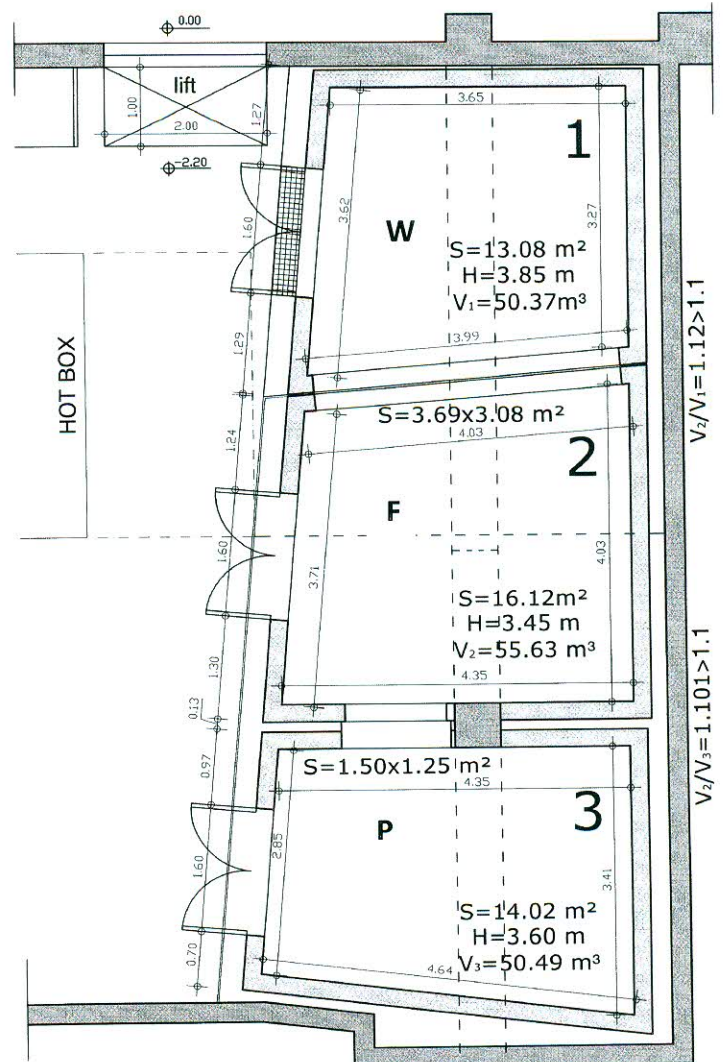 0.00
lift
1.00
2.00
1.27
-2.20
3.65
1
3.62
3.27
W
S=13.08 m²
H=3.85 m
V₁=50.37m³
1.60
3.99
1.29
HOT BOX
V₂/V₁=1.12>1.1
S=3.69x3.08 m²
4.03
1.24
2
F
3.71
4.03
1.60
S=16.12m²
H=3.45 m
V₂=55.63 m³
4.35
1.30
0.13
V₂/V₃=1.101>1.1
S=1.50x1.25 m²
4.35
0.97
3
P
2.85
3.41
1.60
S=14.02 m²
H=3.60 m
V₃=50.49 m³
4.64
0.70